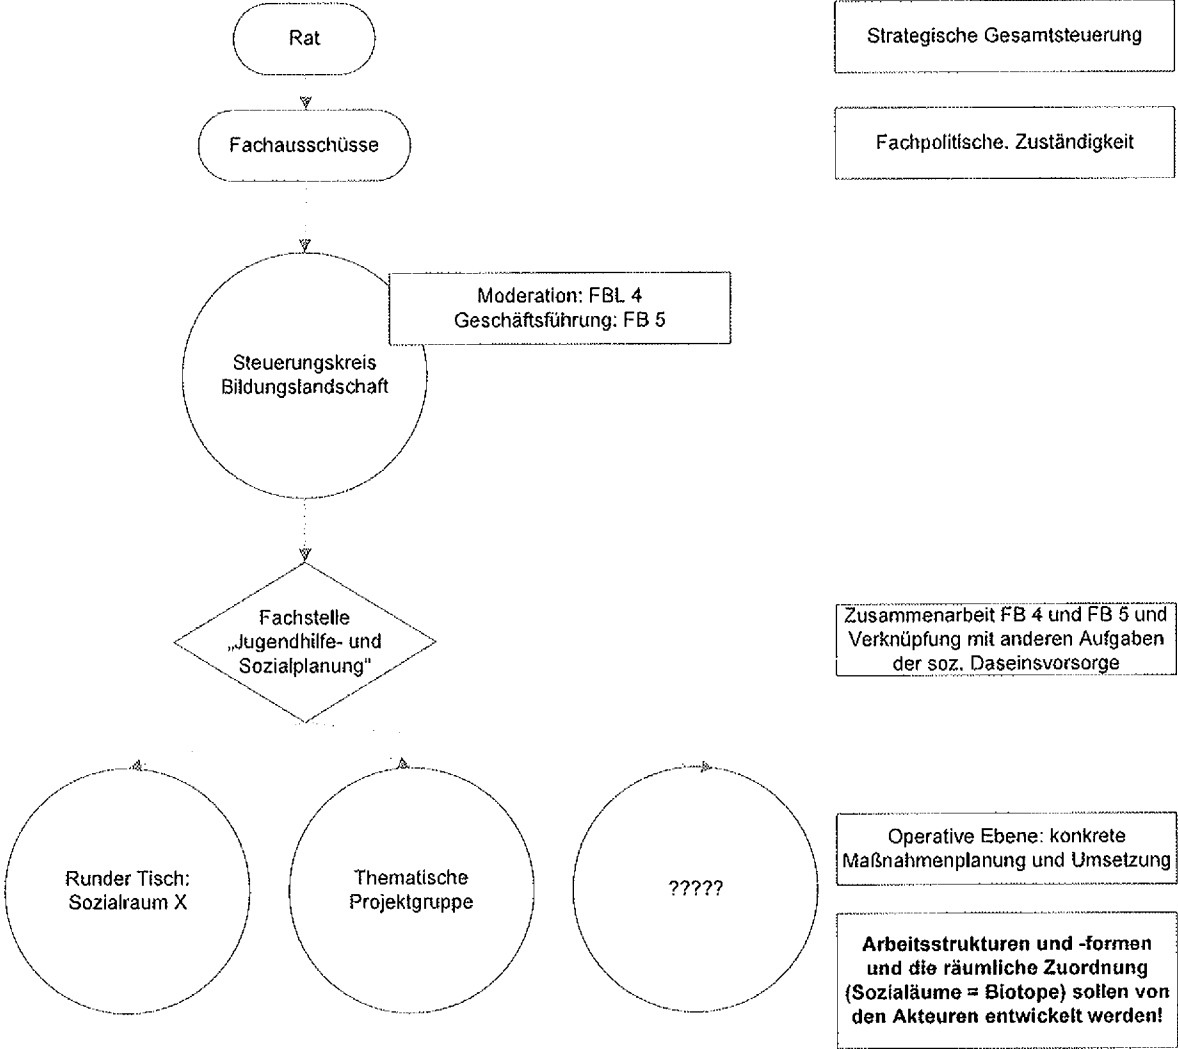 Rat
Strategische Gesamtsteuerung
Fachausschüsse
Fachpolitische. Zuständigkeit
Moderation: FBL 4
Geschäftsführung: FB 5
Steuerungskreis
Bildungslandschaft
Fachstelle
„Jugendhilfe- und
Sozialplanung“
Zusammenarbeit FB 4 und FB 5 und
Verknüpfung mit anderen Aufgaben
der soz. Daseinsvorsorge
Runder Tisch:
Sozialraum X
Thematische
Projektgruppe
?????
Operative Ebene: konkrete
Maßnahmenplanung und Umsetzung
Arbeitsstrukturen und -formen
und die räumliche Zuordnung
(Sozialäume = Biotope) sollen von
den Akteuren entwickelt werden!